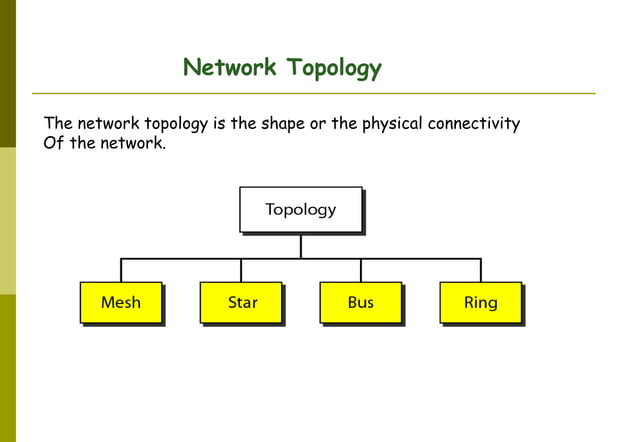 Network Topology
The network topology is the shape or the physical connectivity
Of the network.
Topology
Mesh
Star
Bus
Ring